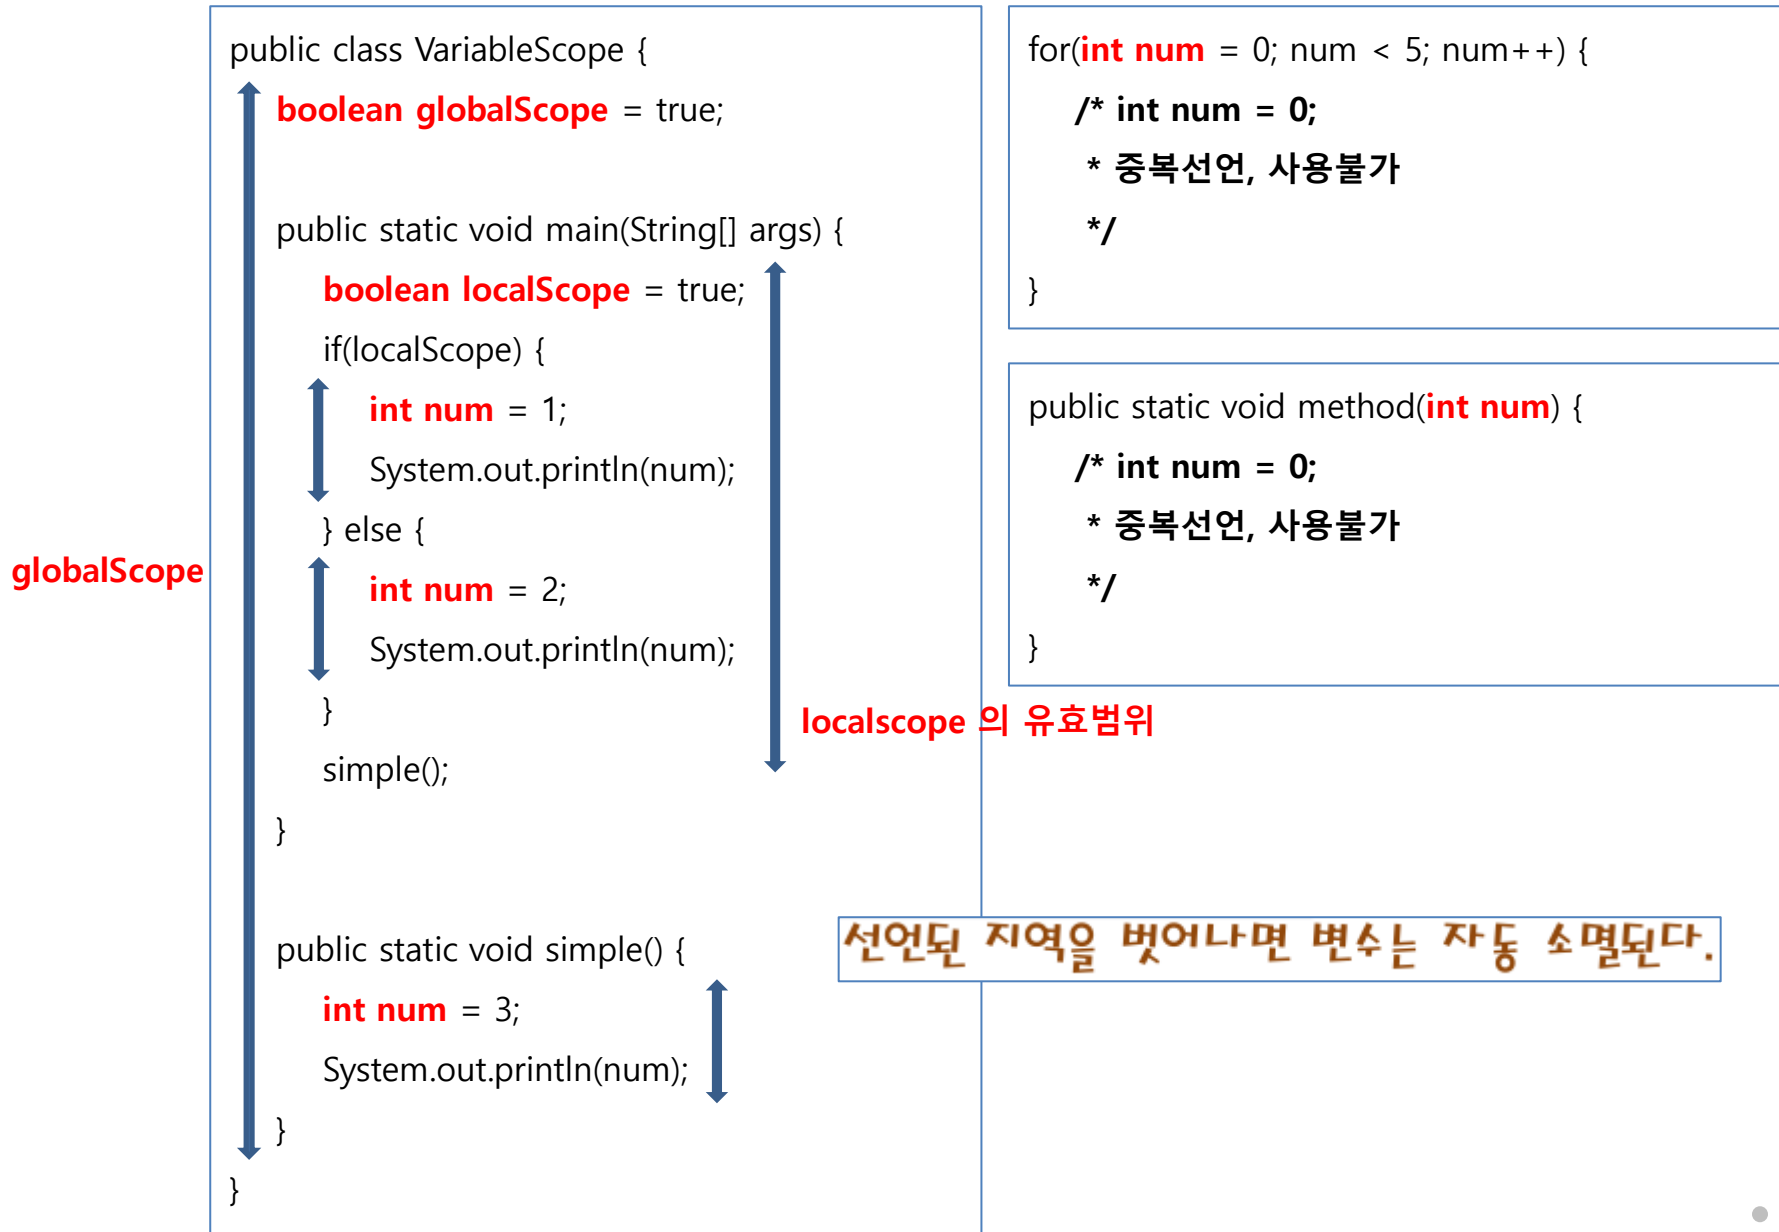 public class VariableScope {
boolean globalScope = true;
public static void main(String[] args) {
boolean localScope = true;
if(localScope) {
int num = 1;
System.out.println(num);
} else {
int num = 2;
System.out.println(num);
}
simple();
}
public static void simple() {
int num = 3;
System.out.println(num);
}
}
globalScope
localscope 의 유효범위
for(int num = 0; num < 5; num++) {
/* int num = 0;
* 중복선언, 사용불가
*/
}
public static void method(int num) {
/* int num = 0;
* 중복선언, 사용불가
*/
}
선언된 지역을 벗어나면 변수는 자동 소멸된다.